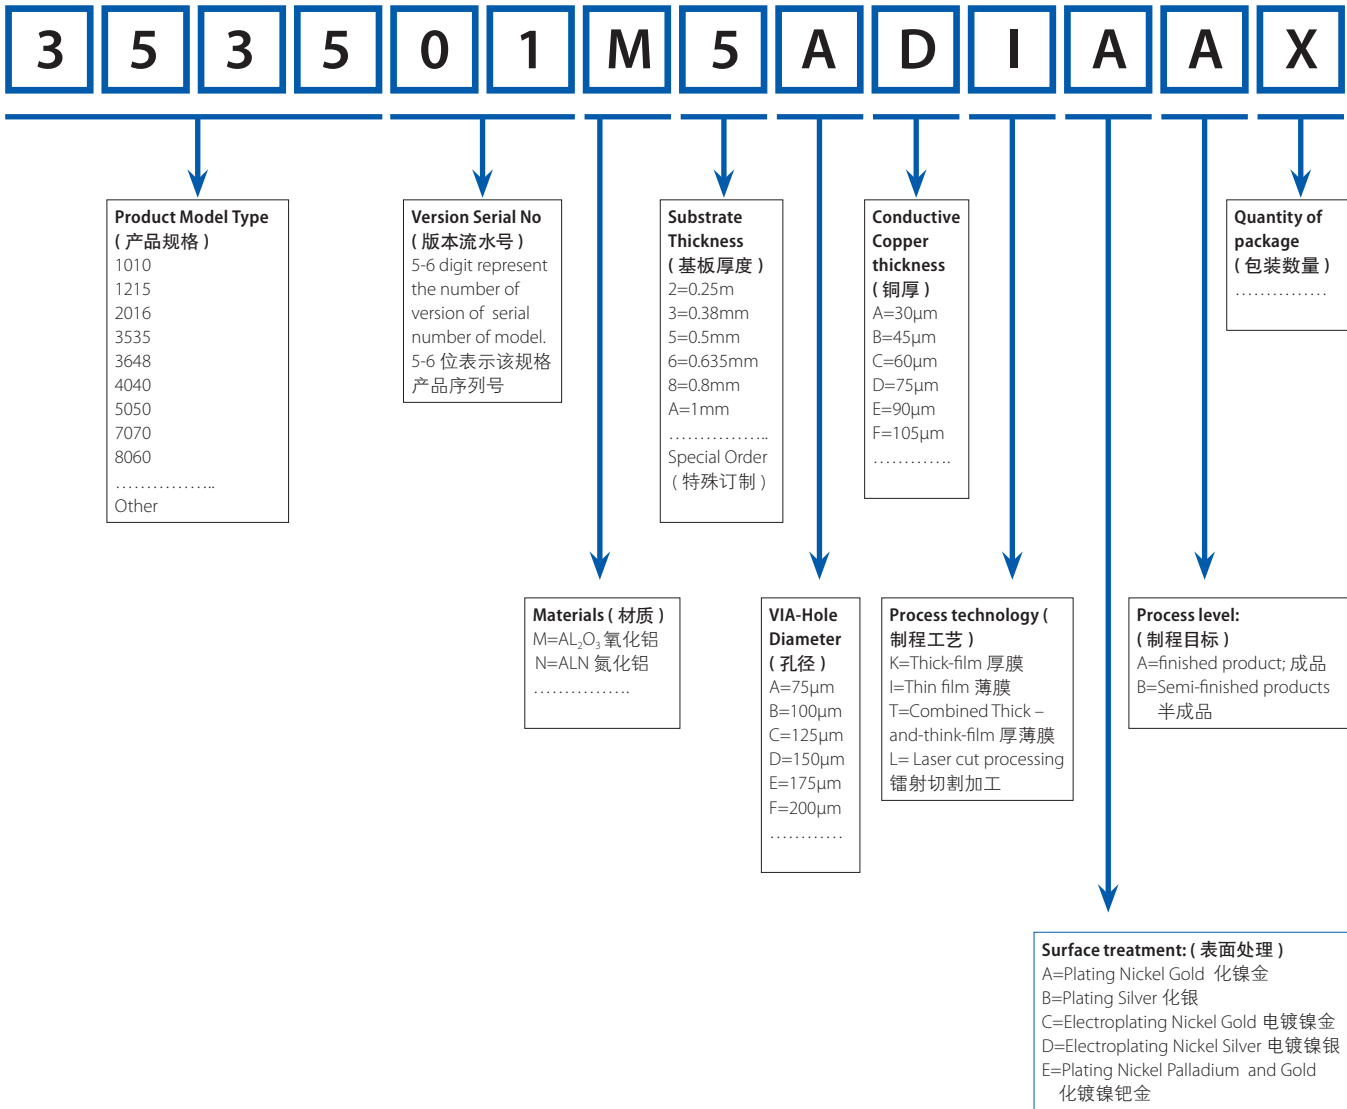 3 5 3 5 0 1 M 5 A D I A A X
Product Model Type
( 产品规格 )
1010
1215
2016
3535
3648
4040
5050
7070
8060
……………..
Other
Version Serial No
( 版本流水号 )
5-6 digit represent
the number of
version of serial
number of model.
5-6 位表示该规格
产品序列号
Substrate
Thickness
( 基板厚度 )
2=0.25m
3=0.38mm
5=0.5mm
6=0.635mm
8=0.8mm
A=1mm
……………..
Special Order
( 特殊订制 )
Conductive
Copper
thickness
( 铜厚 )
A=30μm
B=45μm
C=60μm
D=75μm
E=90μm
F=105μm
………….
Quantity of
package
( 包装数量 )
……………
Materials ( 材质 )
M=AL₂O₃ 氧化铝
N=ALN 氮化铝
…………….
VIA-Hole
Diameter
( 孔径 )
A=75μm
B=100μm
C=125μm
D=150μm
E=175μm
F=200μm
…………
Process technology (
制程工艺 )
K=Thick-film 厚膜
I=Thin film 薄膜
T=Combined Thick –
and-think-film 厚薄膜
L= Laser cut processing
镭射切割加工
Process level:
( 制程目标 )
A=finished product; 成品
B=Semi-finished products
半成品
Surface treatment: ( 表面处理 )
A=Plating Nickel Gold 化镍金
B=Plating Silver 化银
C=Electroplating Nickel Gold 电镀镍金
D=Electroplating Nickel Silver 电镀镍银
E=Plating Nickel Palladium and Gold
化镀镍钯金